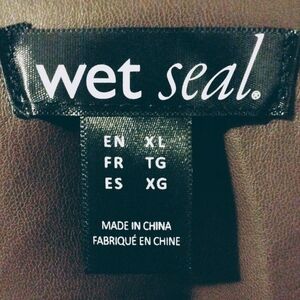 wet seal®
EN XL
FR TG
ES XG
MADE IN CHINA
FABRIQUÉ EN CHINE